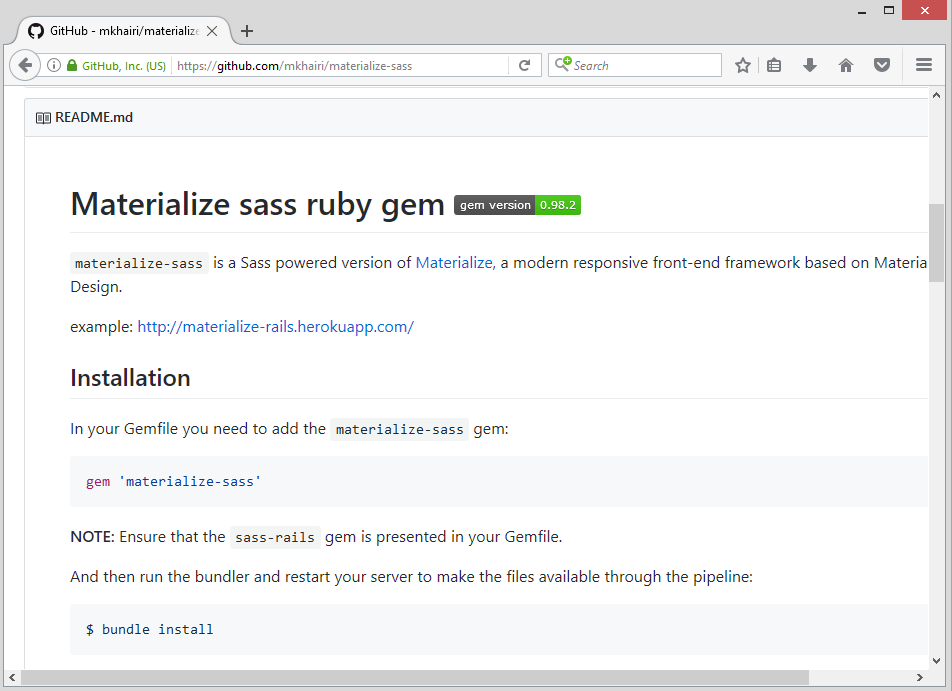 GitHub - mkhairi/materialize
GitHub, Inc. (US)
https://github.com/mkhairi/materialize-sass
Search
README.md
Materialize sass ruby gem gem version 0.98.2
materialize-sass is a Sass powered version of Materialize, a modern responsive front-end framework based on Materia
Design.
example: http://materialize-rails.herokuapp.com/
Installation
In your Gemfile you need to add the materialize-sass gem:
gem 'materialize-sass'
NOTE: Ensure that the sass-rails gem is presented in your Gemfile.
And then run the bundler and restart your server to make the files available through the pipeline:
$ bundle install